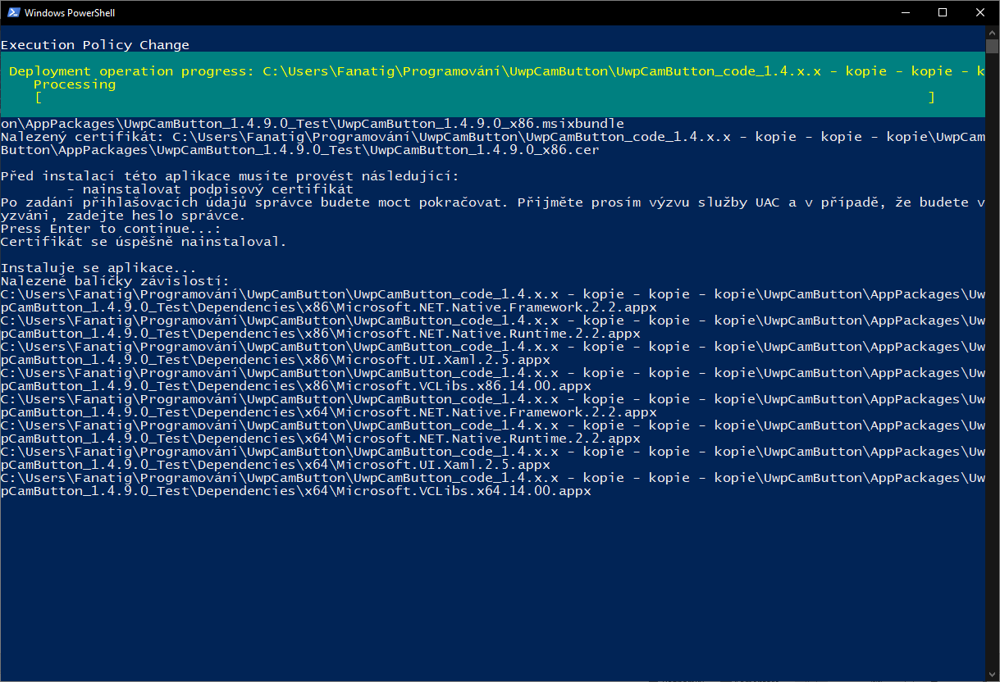 Windows PowerShell
Execution Policy Change
Deployment operation progress: C:\Users\Fanatig\Programování\UwpCamButton\UwpCamButton_code_1.4.x.x - kopie - kopie - k
Processing
[ ]
on\AppPackages\UwpCamButton_1.4.9.0_Test\UwpCamButton_1.4.9.0_x86.msixbundle
Nalezený certifikát: C:\Users\Fanatig\Programování\UwpCamButton\UwpCamButton_code_1.4.x.x - kopie - kopie - kopie\UwpCam
Button\AppPackages\UwpCamButton_1.4.9.0_Test\UwpCamButton_1.4.9.0_x86.cer
Před instalací této aplikace musíte provést následující:
- nainstalovat podpisový certifikát
Po zadání přihlašovacích údajů správce budete moct pokračovat. Přijměte prosím výzvu služby UAC a v případě, že budete v
yzváni, zadejte heslo správce.
Press Enter to continue...:
Certifikát se úspěšně nainstaloval.
Instaluje se aplikace...
Nalezené balíčky závislostí:
C:\Users\Fanatig\Programování\UwpCamButton\UwpCamButton_code_1.4.x.x - kopie - kopie - kopie\UwpCamButton\AppPackages\Uw
pCamButton_1.4.9.0_Test\Dependencies\x86\Microsoft.NET.Native.Framework.2.2.appx
C:\Users\Fanatig\Programování\UwpCamButton\UwpCamButton_code_1.4.x.x - kopie - kopie - kopie\UwpCamButton\AppPackages\Uw
pCamButton_1.4.9.0_Test\Dependencies\x86\Microsoft.NET.Native.Runtime.2.2.appx
C:\Users\Fanatig\Programování\UwpCamButton\UwpCamButton_code_1.4.x.x - kopie - kopie - kopie\UwpCamButton\AppPackages\Uw
pCamButton_1.4.9.0_Test\Dependencies\x86\Microsoft.UI.Xaml.2.5.appx
C:\Users\Fanatig\Programování\UwpCamButton\UwpCamButton_code_1.4.x.x - kopie - kopie - kopie\UwpCamButton\AppPackages\Uw
pCamButton_1.4.9.0_Test\Dependencies\x86\Microsoft.VCLibs.x86.14.00.appx
C:\Users\Fanatig\Programování\UwpCamButton\UwpCamButton_code_1.4.x.x - kopie - kopie - kopie\UwpCamButton\AppPackages\Uw
pCamButton_1.4.9.0_Test\Dependencies\x64\Microsoft.NET.Native.Framework.2.2.appx
C:\Users\Fanatig\Programování\UwpCamButton\UwpCamButton_code_1.4.x.x - kopie - kopie - kopie\UwpCamButton\AppPackages\Uw
pCamButton_1.4.9.0_Test\Dependencies\x64\Microsoft.NET.Native.Runtime.2.2.appx
C:\Users\Fanatig\Programování\UwpCamButton\UwpCamButton_code_1.4.x.x - kopie - kopie - kopie\UwpCamButton\AppPackages\Uw
pCamButton_1.4.9.0_Test\Dependencies\x64\Microsoft.UI.Xaml.2.5.appx
C:\Users\Fanatig\Programování\UwpCamButton\UwpCamButton_code_1.4.x.x - kopie - kopie - kopie\UwpCamButton\AppPackages\Uw
pCamButton_1.4.9.0_Test\Dependencies\x64\Microsoft.VCLibs.x64.14.00.appx